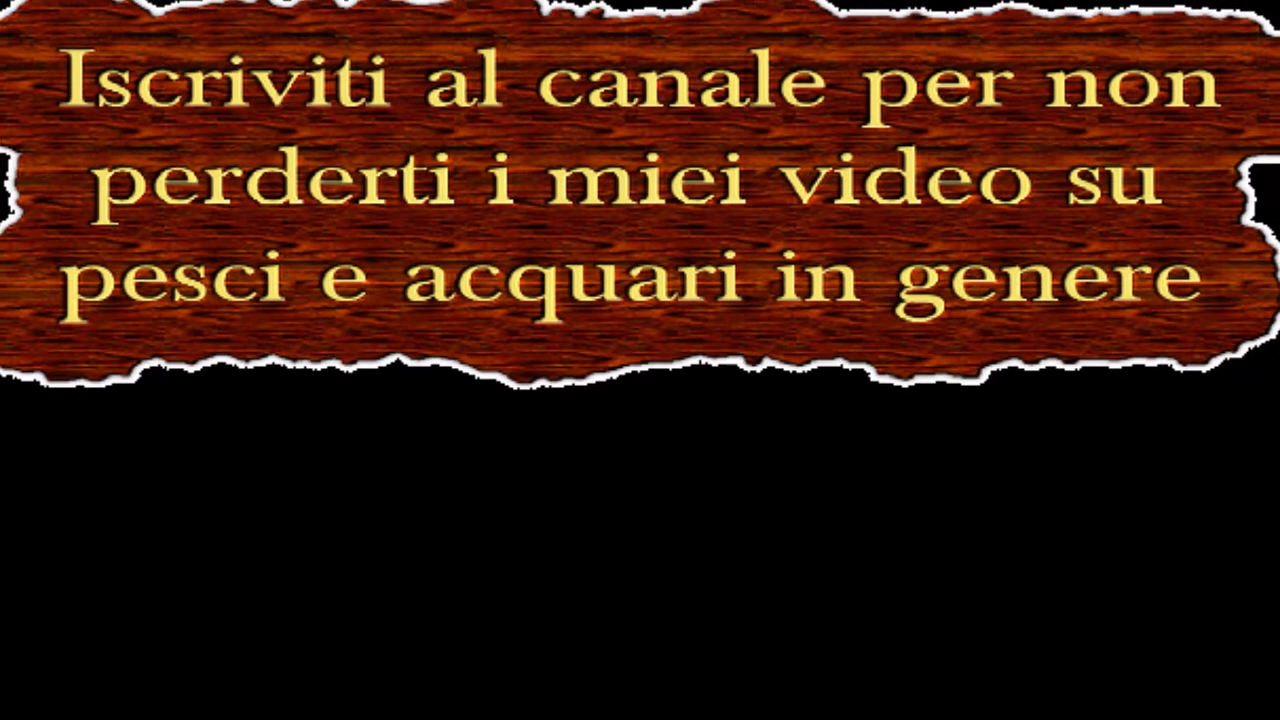 Iscriviti al canale per non
perderti i miei video su
pesci e acquari in genere